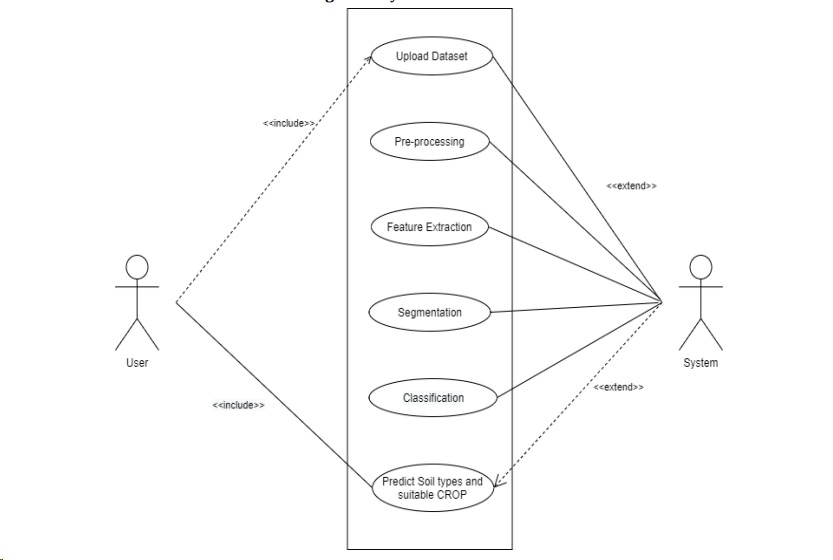 Upload Dataset
<<include>>
Pre-processing
<<extend>>
Feature Extraction
Segmentation
User
System
<<extend>>
Classification
<<include>>
Predict Soil types and
suitable CROP